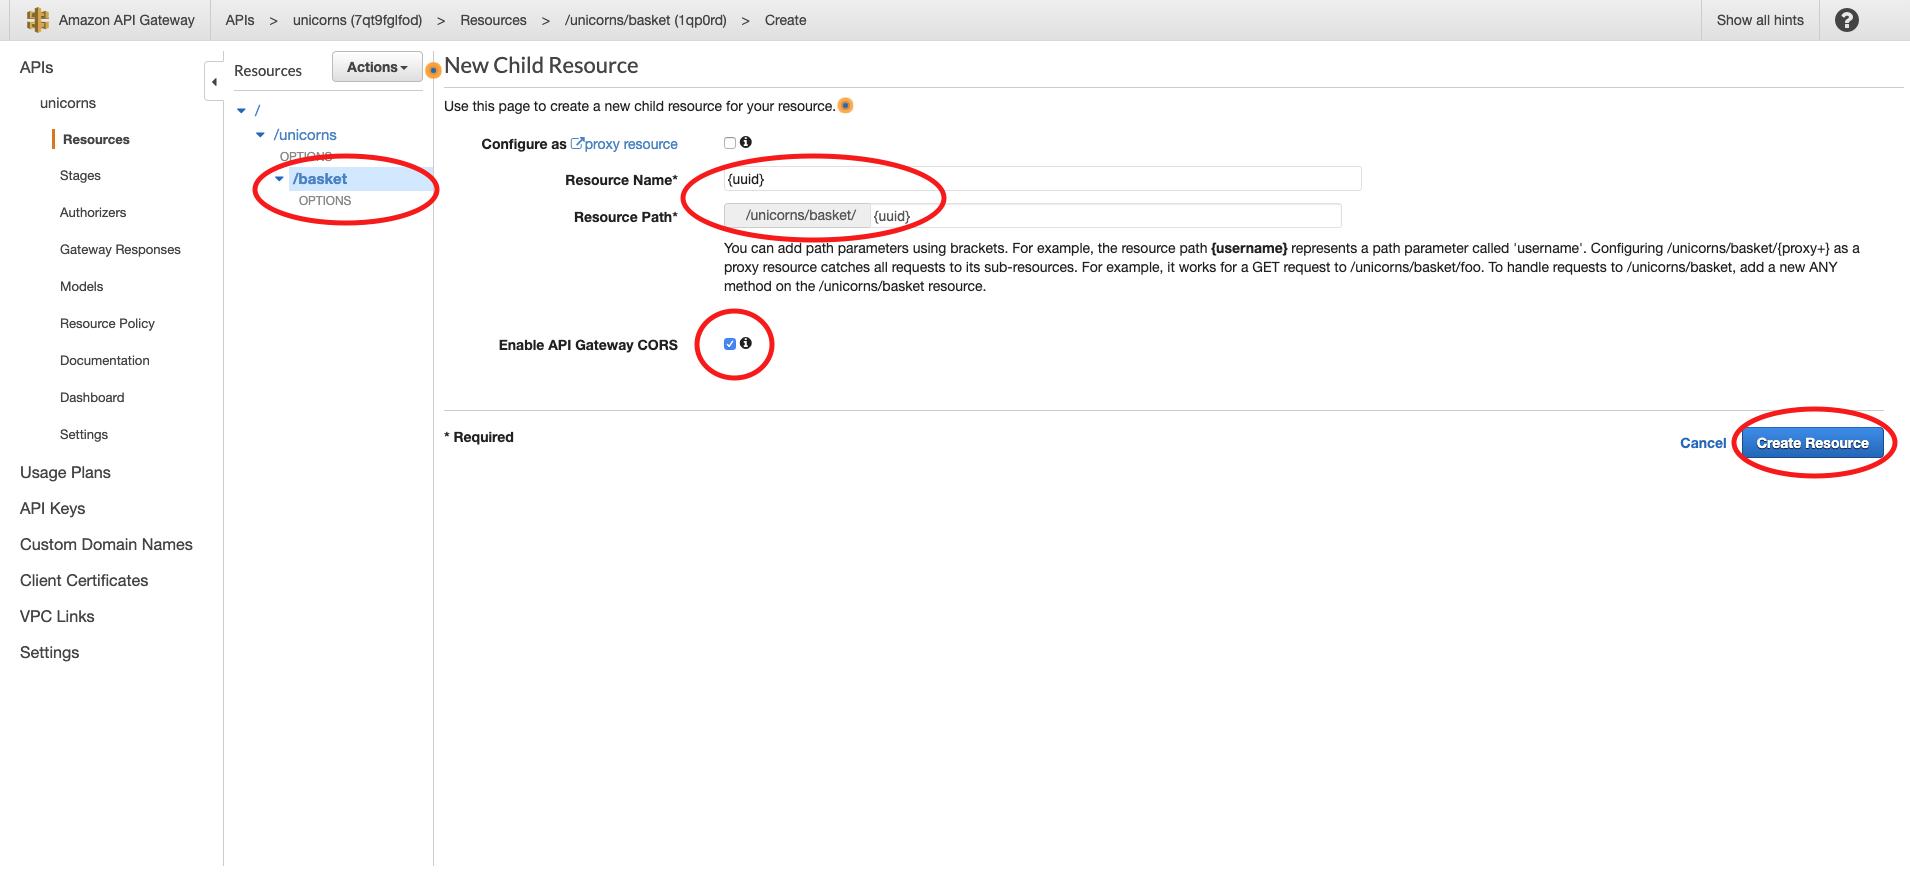 Amazon API Gateway
APIs > unicorns (7qt9fglfod) > Resources > /unicorns/basket (1qp0rd) > Create
Show all hints
?
APIs
unicorns
Resources
Stages
Authorizers
Gateway Responses
Models
Resource Policy
Documentation
Dashboard
Settings
Usage Plans
API Keys
Custom Domain Names
Client Certificates
VPC Links
Settings
Resources
Actions
/
/unicorns
OPTIONS
/basket
OPTIONS
New Child Resource
Use this page to create a new child resource for your resource.
Configure as proxy resource
Resource Name* {uuid}
Resource Path* /unicorns/basket/ {uuid}
You can add path parameters using brackets. For example, the resource path {username} represents a path parameter called 'username'. Configuring /unicorns/basket/{proxy+} as a
proxy resource catches all requests to its sub-resources. For example, it works for a GET request to /unicorns/basket/foo. To handle requests to /unicorns/basket, add a new ANY
method on the /unicorns/basket resource.
Enable API Gateway CORS
* Required
Cancel
Create Resource